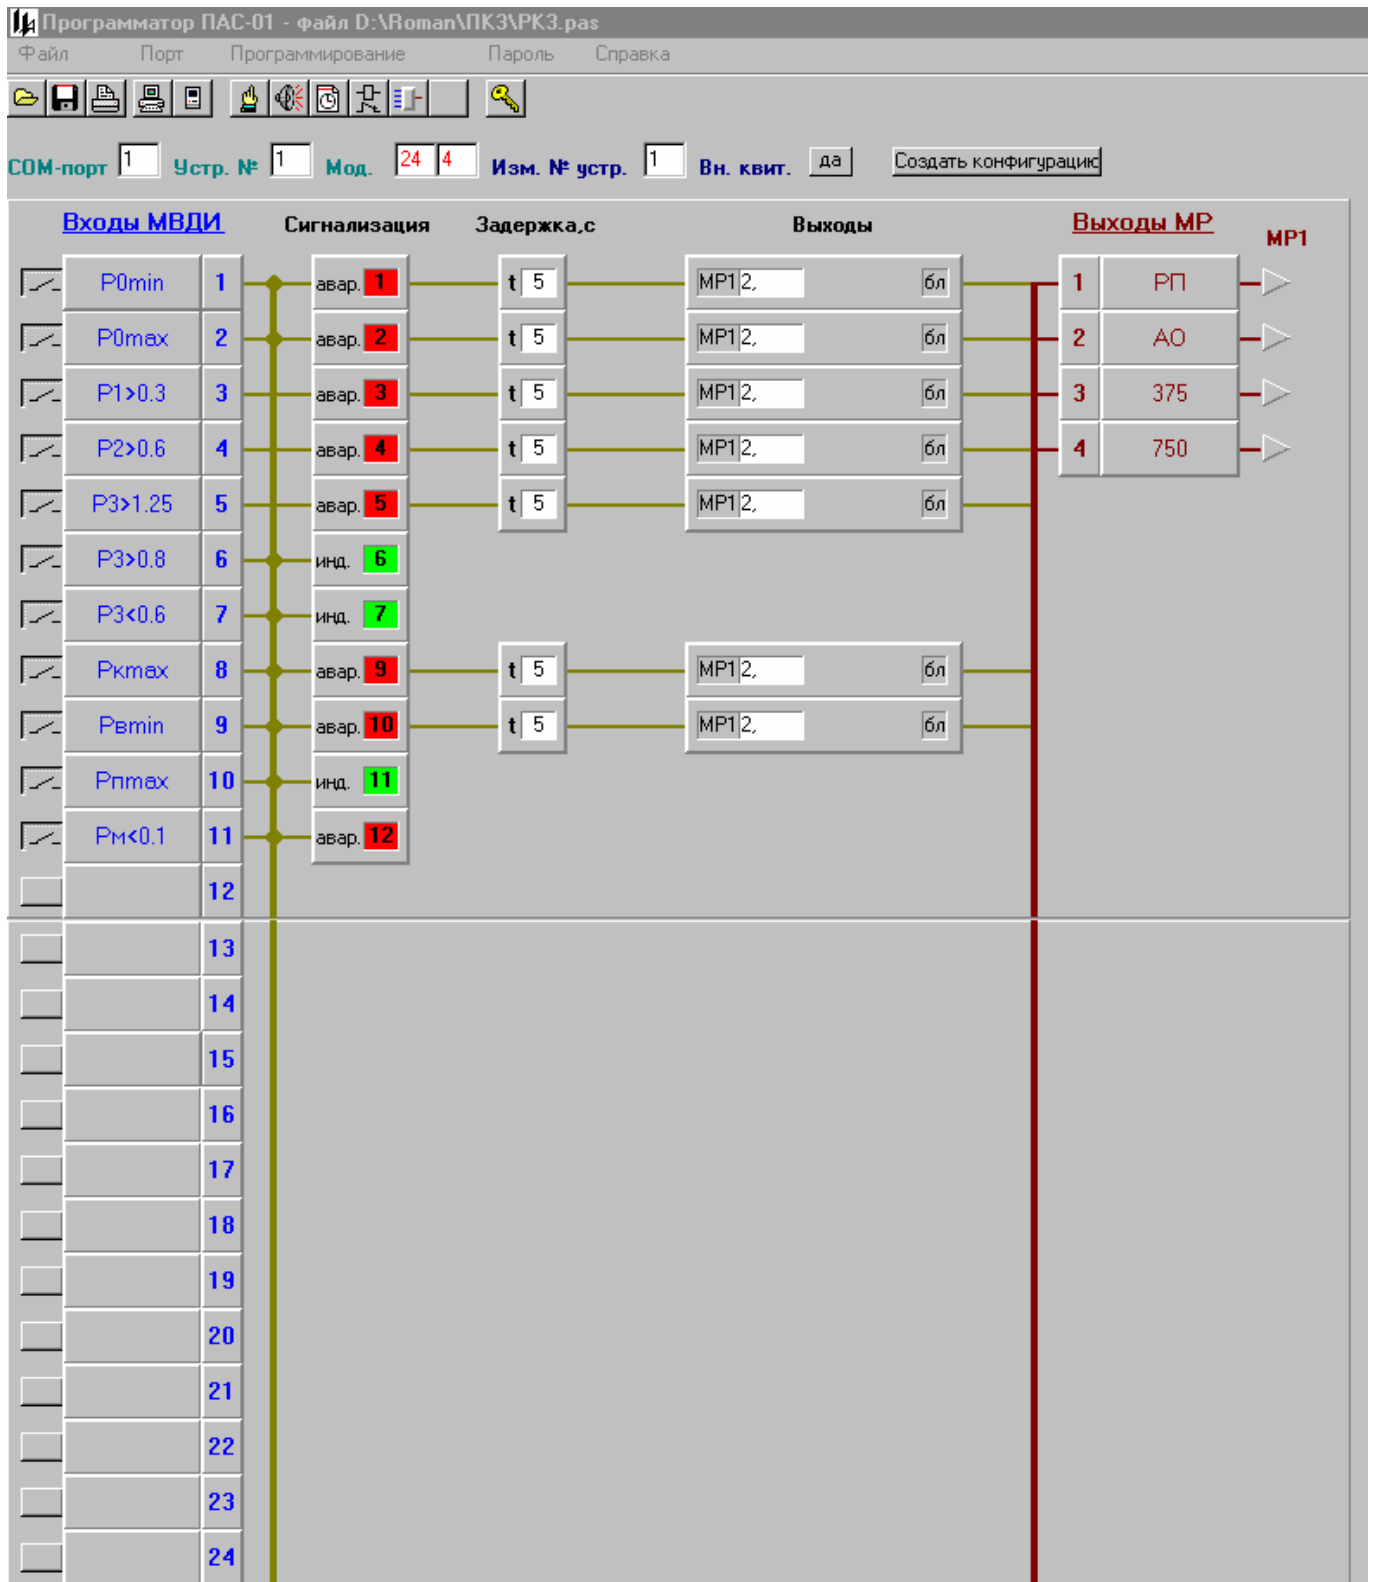 Программатор ПАС-01 - файл D:\Roman\ПКЗ\РКЗ.pas
Файл Порт Программирование Пароль Справка
COM-порт 1 Устр. № 1 Мод. 24 4 Изм. № устр. 1 Вн. квит. да Создать конфигурацию
Входы МВДИ Сигнализация Задержка,с Выходы Выходы МР МР1
P0min 1 авар. 1 t 5 МР1 2, бл 1 РП
P0max 2 авар. 2 t 5 МР1 2, бл 2 АО
P1>0.3 3 авар. 3 t 5 МР1 2, бл 3 375
P2>0.6 4 авар. 4 t 5 МР1 2, бл 4 750
P3>1.25 5 авар. 5 t 5 МР1 2, бл
P3>0.8 6 инд. 6
P3<0.6 7 инд. 7
Ркmax 8 авар. 9 t 5 МР1 2, бл
Рвmin 9 авар. 10 t 5 МР1 2, бл
Рпmax 10 инд. 11
Рм<0.1 11 авар. 12
12
13
14
15
16
17
18
19
20
21
22
23
24